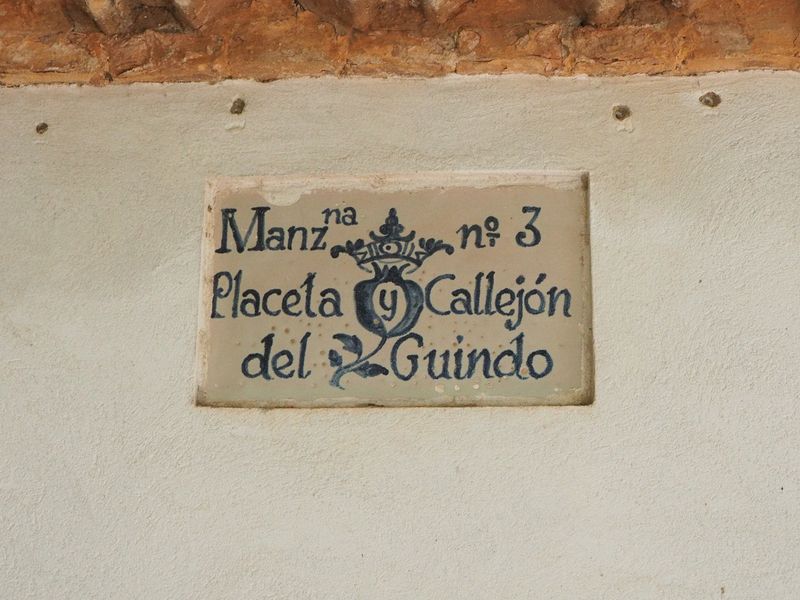 Manzⁿᵃ nº 3
Placeta y Callejón
del Guindo